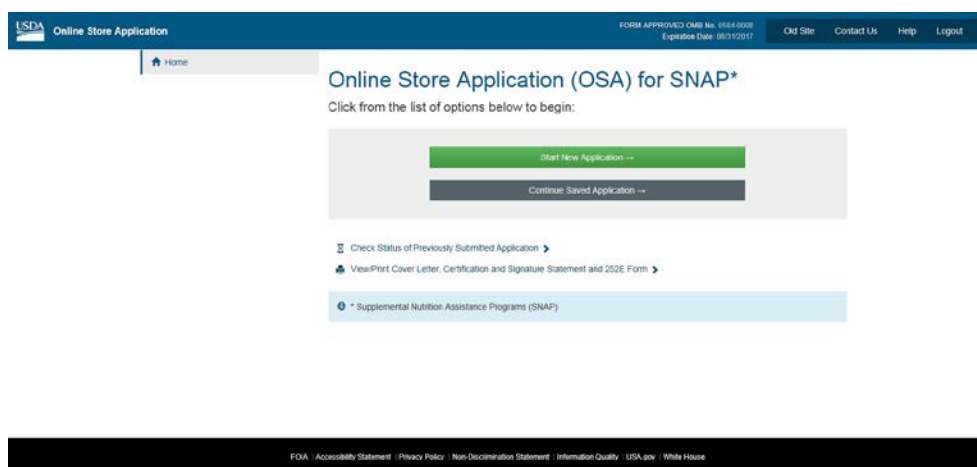 USDA Online Store Application
FORM APPROVED OMB No. 0584-0008
Expiration Date: 08/31/2017
Old Site Contact Us Help Logout
Home
Online Store Application (OSA) for SNAP*
Click from the list of options below to begin:
Start New Application →
Continue Saved Application →
Check Status of Previously Submitted Application
View/Print Cover Letter, Certification and Signature Statement and 252E Form
* Supplemental Nutrition Assistance Programs (SNAP)
FOIA | Accessibility Statement | Privacy Policy | Non-Discrimination Statement | Information Quality | USA.gov | White House